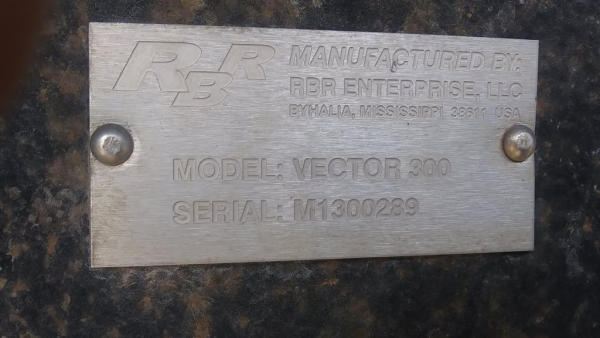 RBR
MANUFACTURED BY:
RBR ENTERPRISE, LLC
BYHALIA, MISSISSIPPI 38611 USA
MODEL: VECTOR 300
SERIAL: M1300289